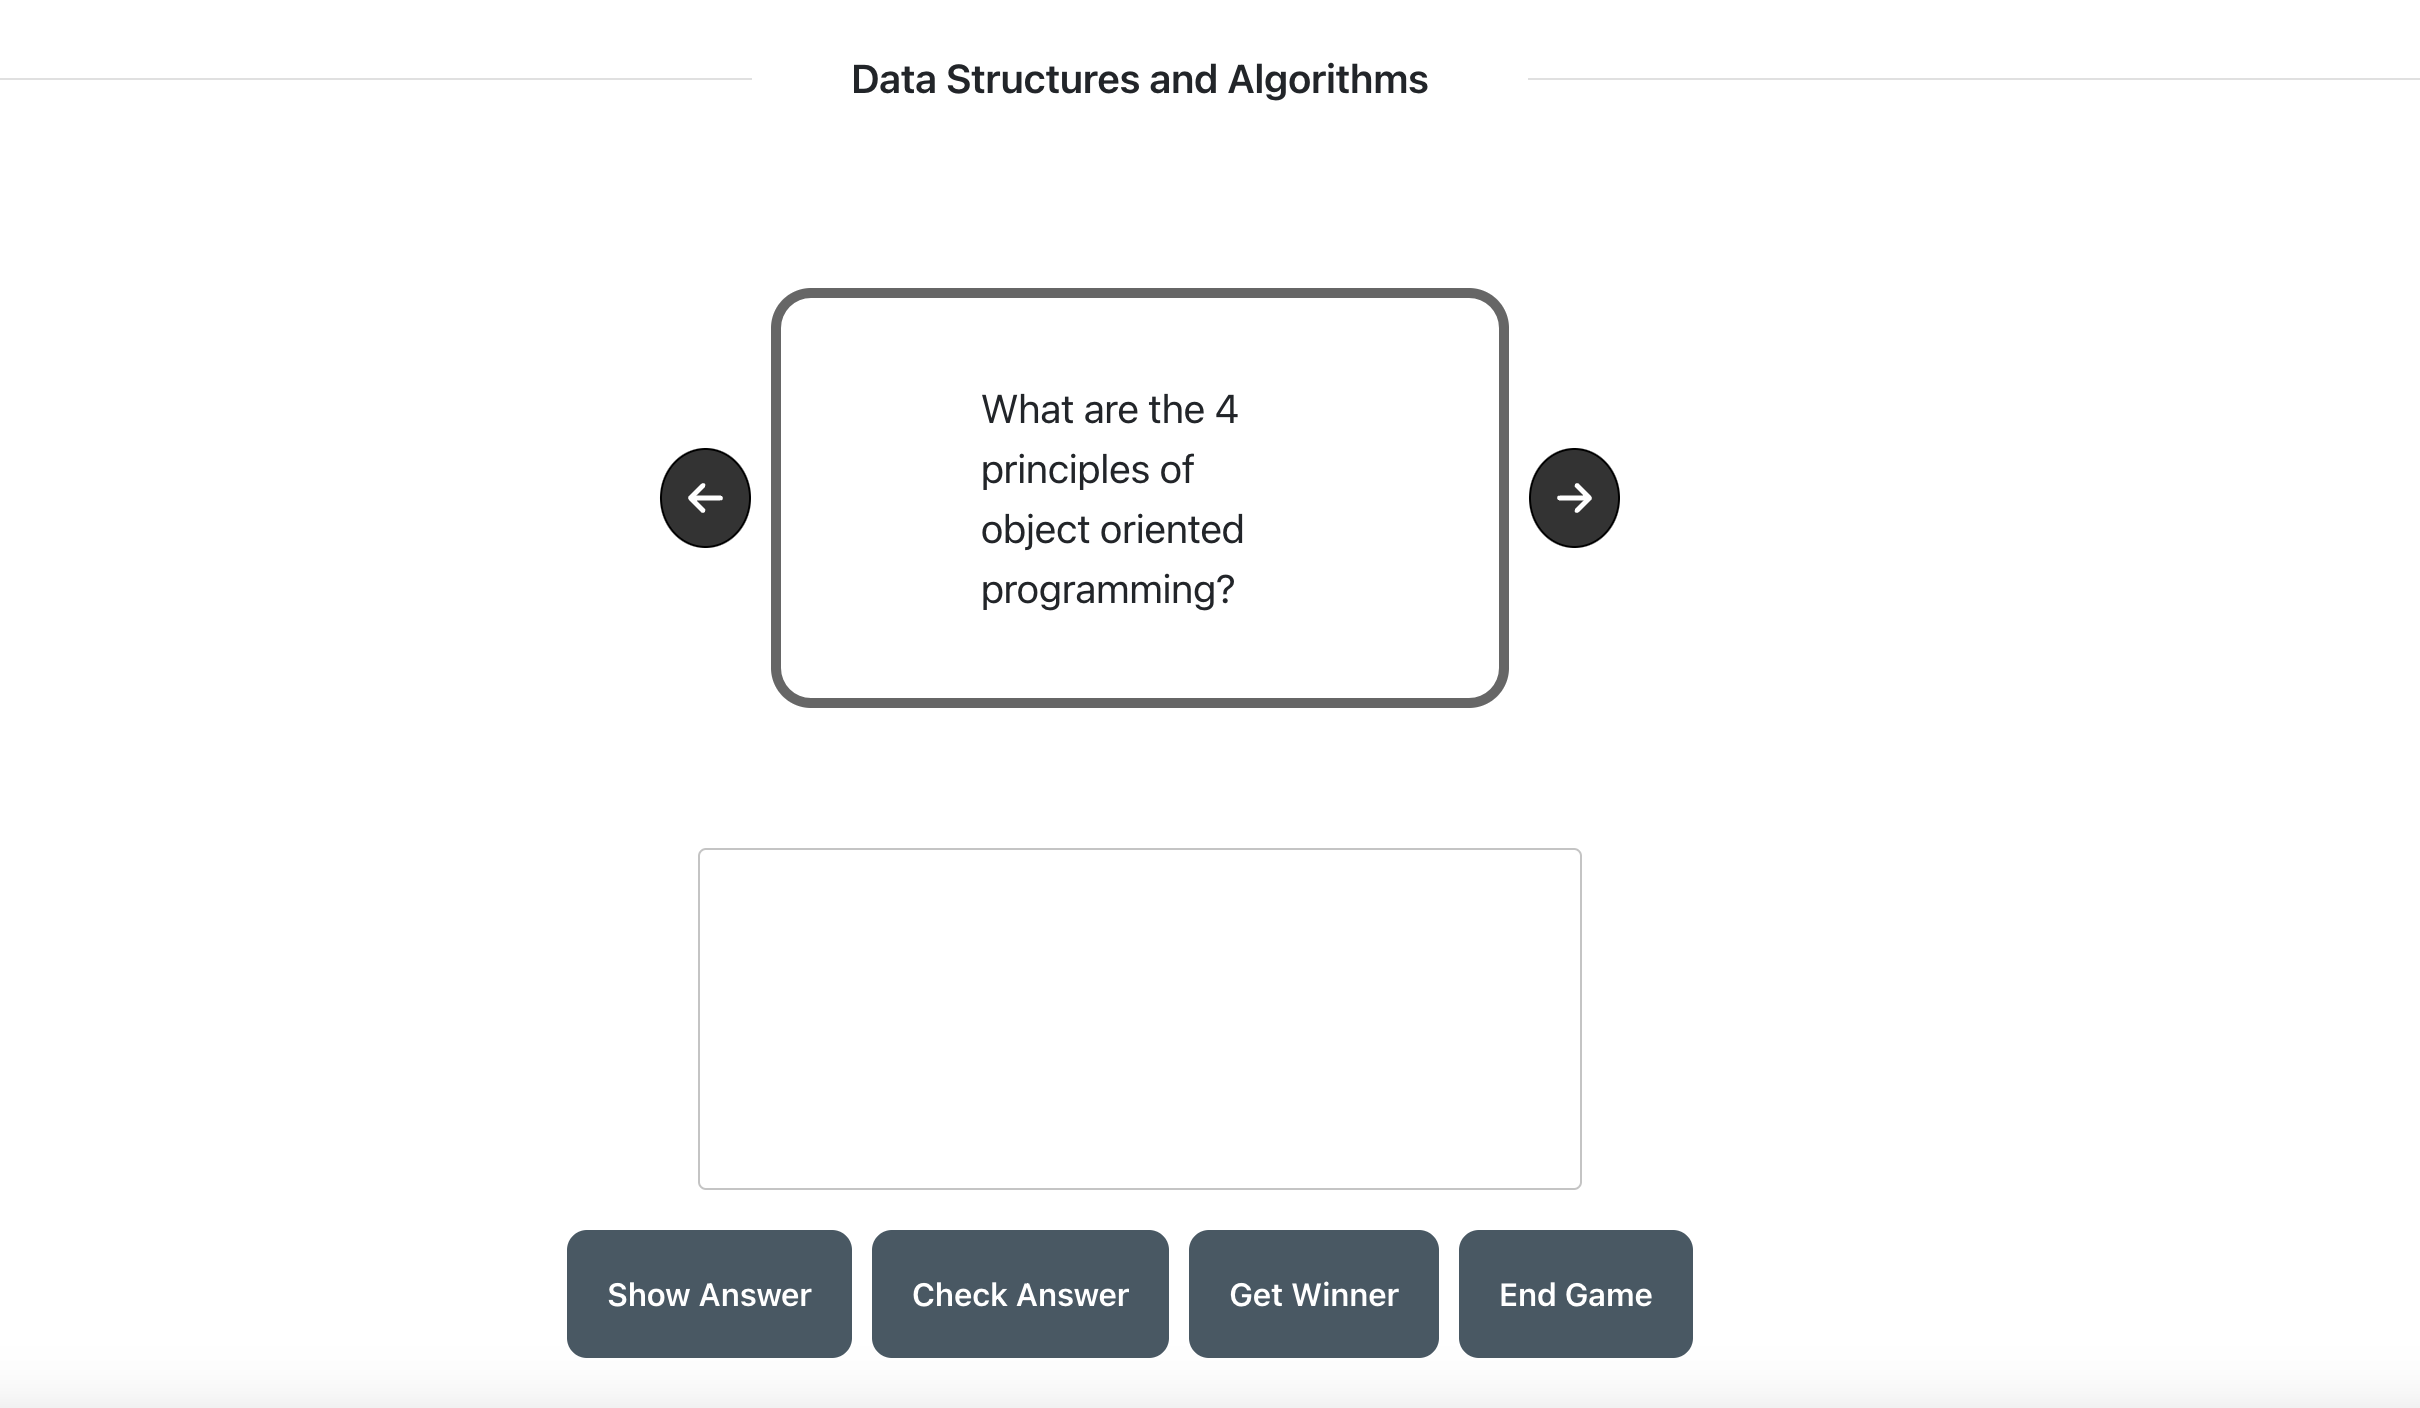 Data Structures and Algorithms
What are the 4
principles of
object oriented
programming?
Show Answer
Check Answer
Get Winner
End Game